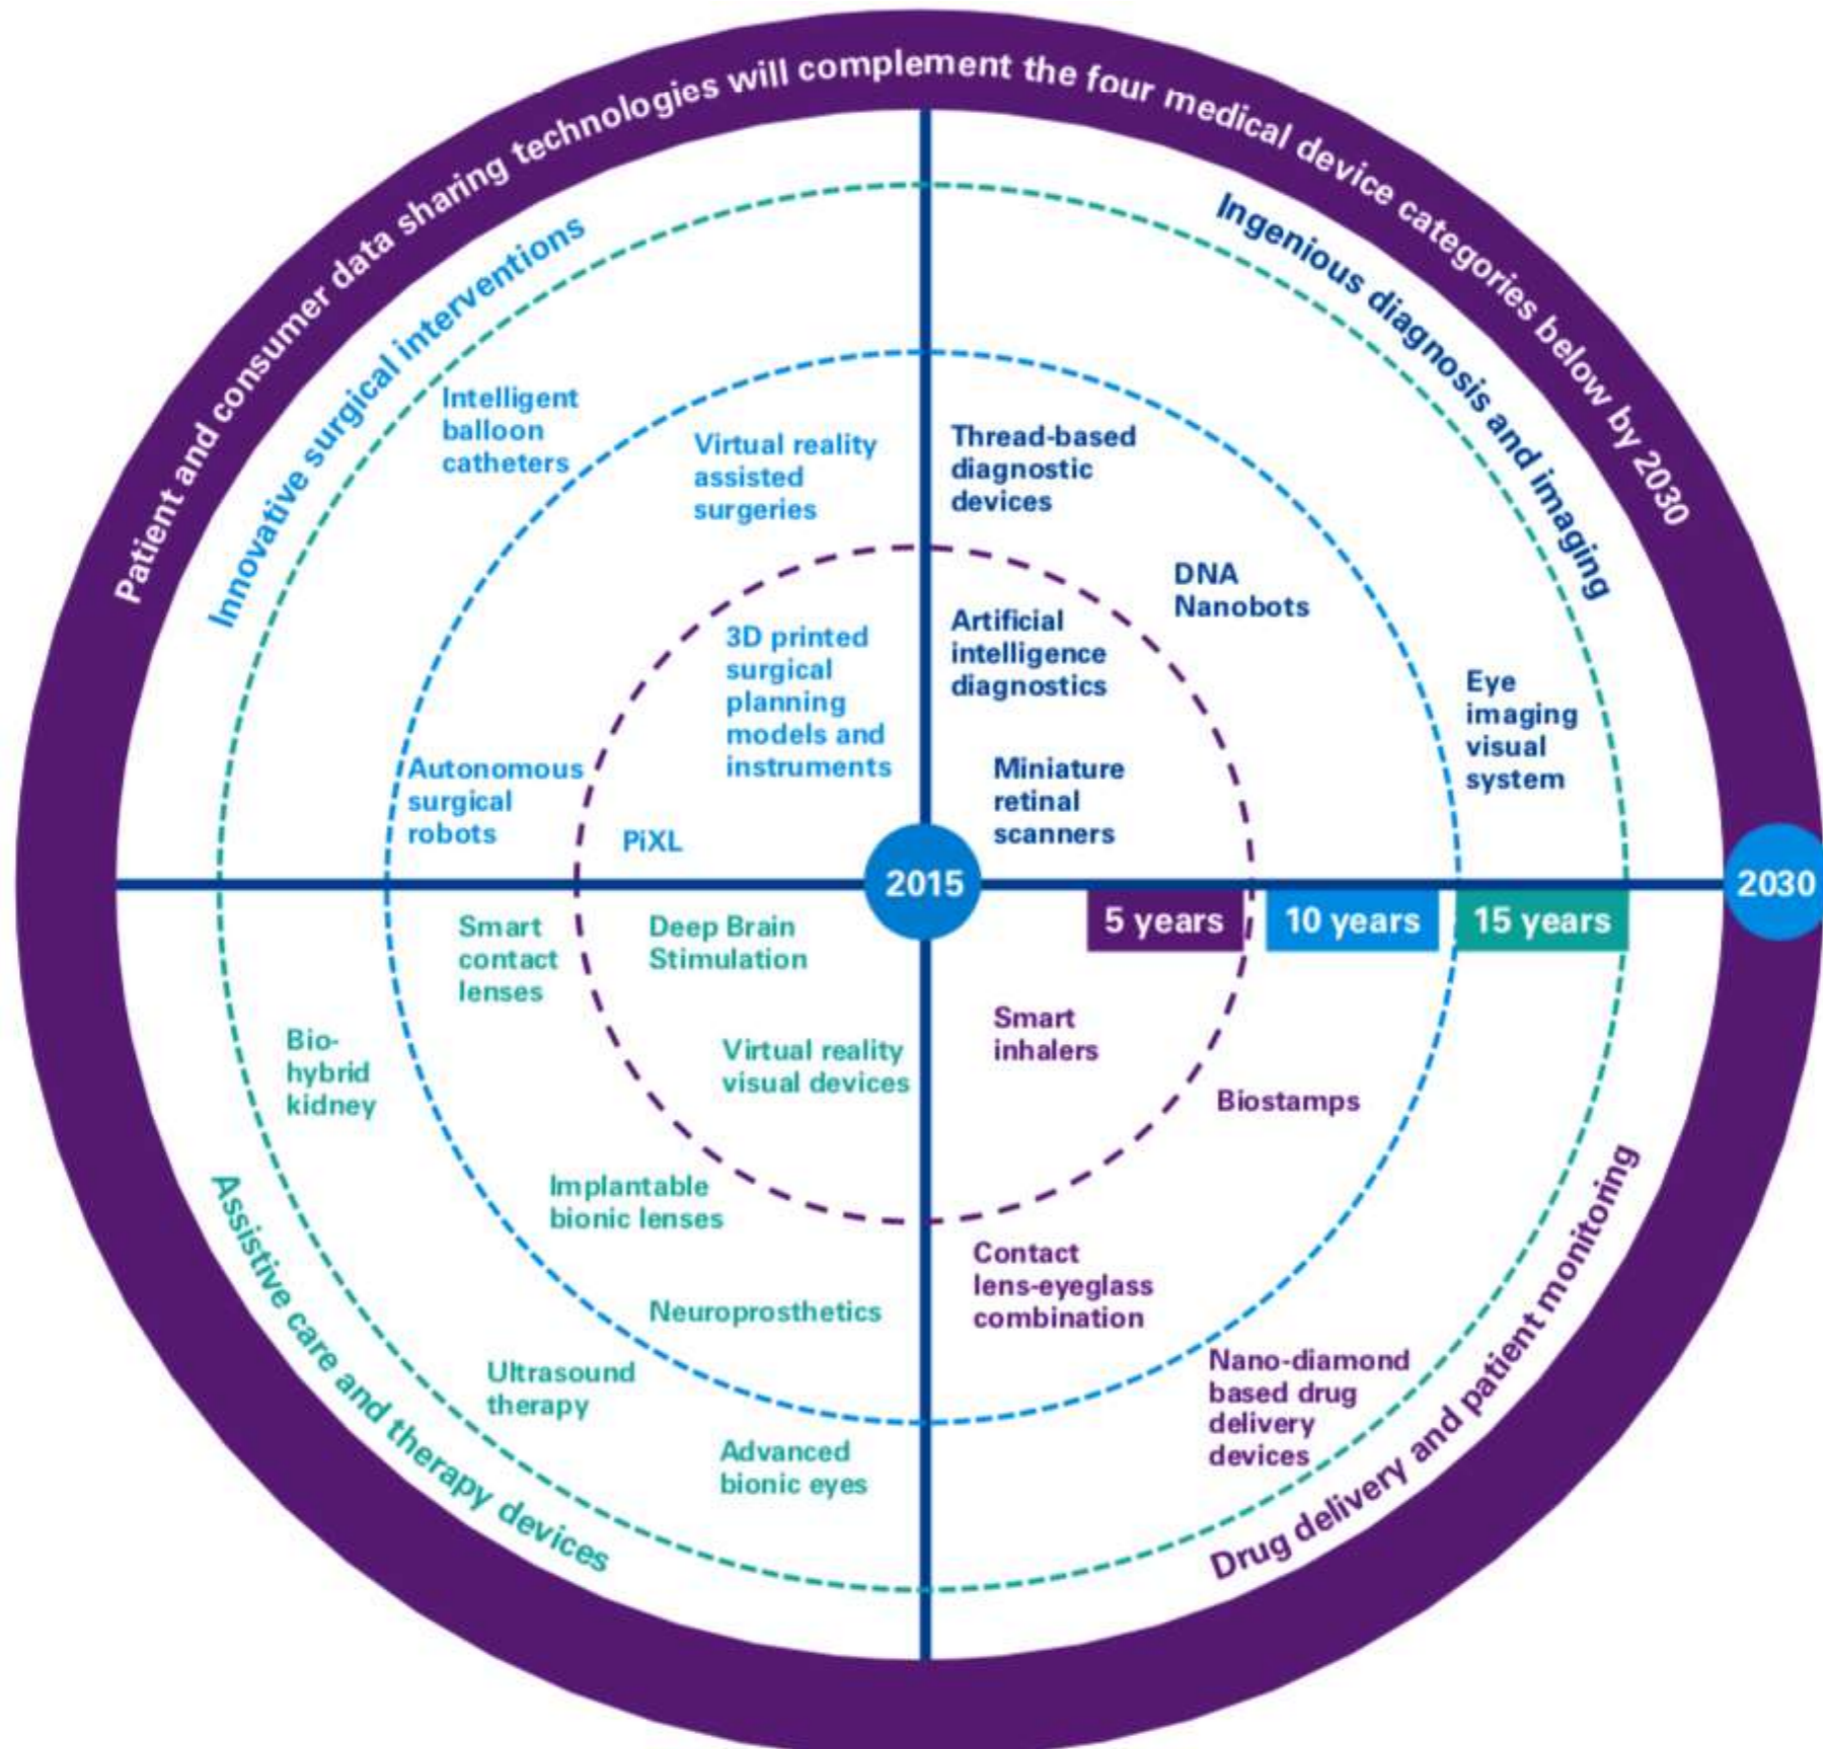 Patient and consumer data sharing technologies will complement the four medical device categories below by 2030
Innovative surgical interventions
Intelligent
balloon
catheters
Virtual reality
assisted
surgeries
3D printed
surgical
planning
models and
instruments
Autonomous
surgical
robots
PiXL
Ingenious diagnosis and imaging
Thread-based
diagnostic
devices
DNA
Nanobots
Artificial
intelligence
diagnostics
Eye
imaging
visual
system
Miniature
retinal
scanners
2015
2030
5 years
10 years
15 years
Smart
contact
lenses
Deep Brain
Stimulation
Bio-
hybrid
kidney
Virtual reality
visual devices
Implantable
bionic lenses
Neuroprosthetics
Ultrasound
therapy
Advanced
bionic eyes
Assistive care and therapy devices
Smart
inhalers
Biostamps
Contact
lens-eyeglass
combination
Nano-diamond
based drug
delivery
devices
Drug delivery and patient monitoring